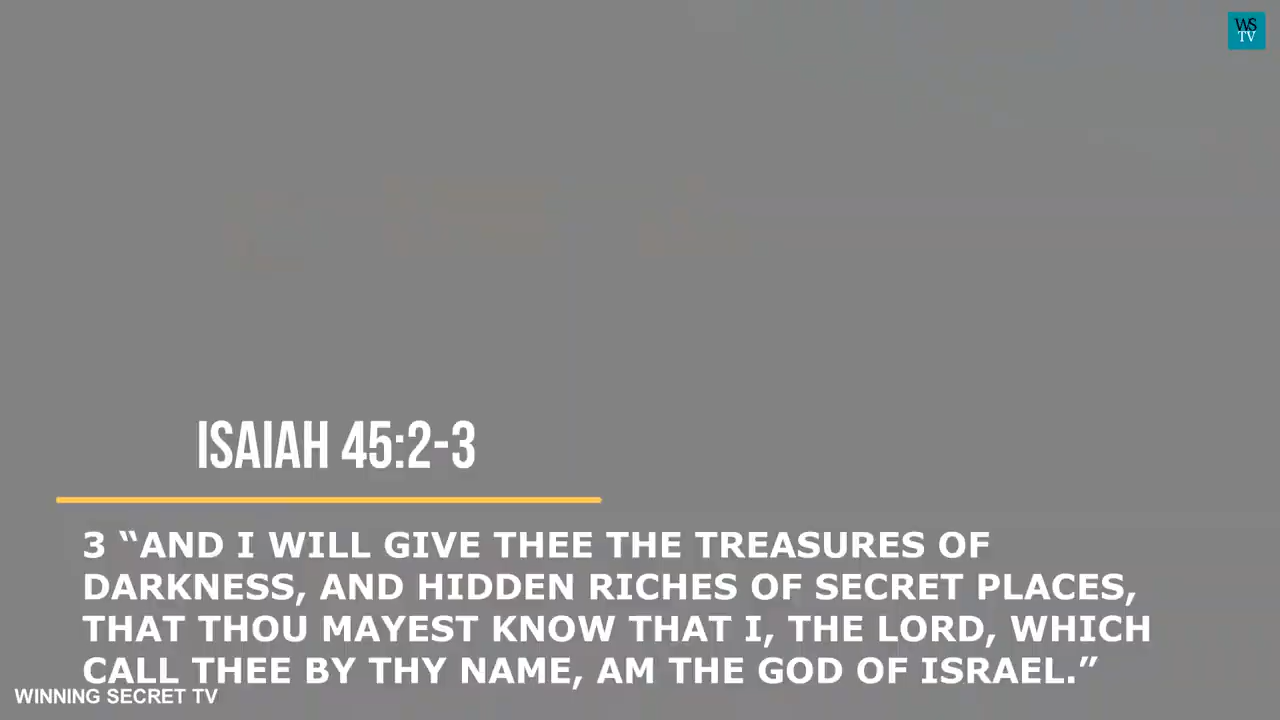 WS
TV
ISAIAH 45:2-3
3 “AND I WILL GIVE THEE THE TREASURES OF
DARKNESS, AND HIDDEN RICHES OF SECRET PLACES,
THAT THOU MAYEST KNOW THAT I, THE LORD, WHICH
CALL THEE BY THY NAME, AM THE GOD OF ISRAEL.”
WINNING SECRET TV